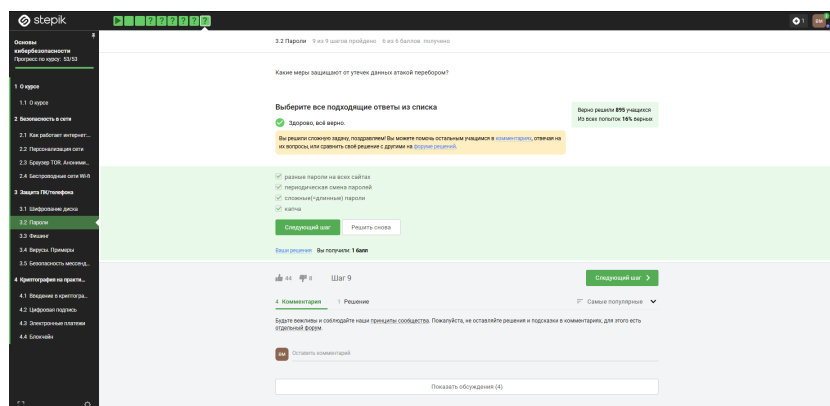 stepik
1
ВМ
Основы
кибербезопасности
Прогресс по курсу: 53/53
1 О курсе
1.1 О курсе
2 Безопасность в сети
2.1 Как работает интернет:...
2.2 Персонализация сети
2.3 Браузер TOR. Анонимн...
2.4 Беспроводные сети Wi-fi
3 Защита ПК/телефона
3.1 Шифрование диска
3.2 Пароли
3.3 Фишинг
3.4 Вирусы. Примеры
3.5 Безопасность мессенд...
4 Криптография на практи...
4.1 Введение в криптогра...
4.2 Цифровая подпись
4.3 Электронные платежи
4.4 Блокчейн
3.2 Пароли 9 из 9 шагов пройдено 6 из 6 баллов получено
Какие меры защищают от утечек данных атакой перебором?
Выберите все подходящие ответы из списка
Здорово, всё верно.
Верно решили 895 учащихся
Из всех попыток 16% верных
Вы решили сложную задачу, поздравляем! Вы можете помочь остальным учащимся в комментариях, отвечая на
их вопросы, или сравнить своё решение с другими на форуме решений.
разные пароли на всех сайтах
периодическая смена паролей
сложные(+длинные) пароли
капча
Следующий шаг
Решить снова
Ваши решения Вы получили: 1 балл
44
Шаг 9
Следующий шаг
4 Комментария
1 Решение
Самые популярные
Будьте вежливы и соблюдайте наши принципы сообщества. Пожалуйста, не оставляйте решения и подсказки в комментариях, для этого есть
отдельный форум.
ВМ
Оставить комментарий
Показать обсуждения (4)